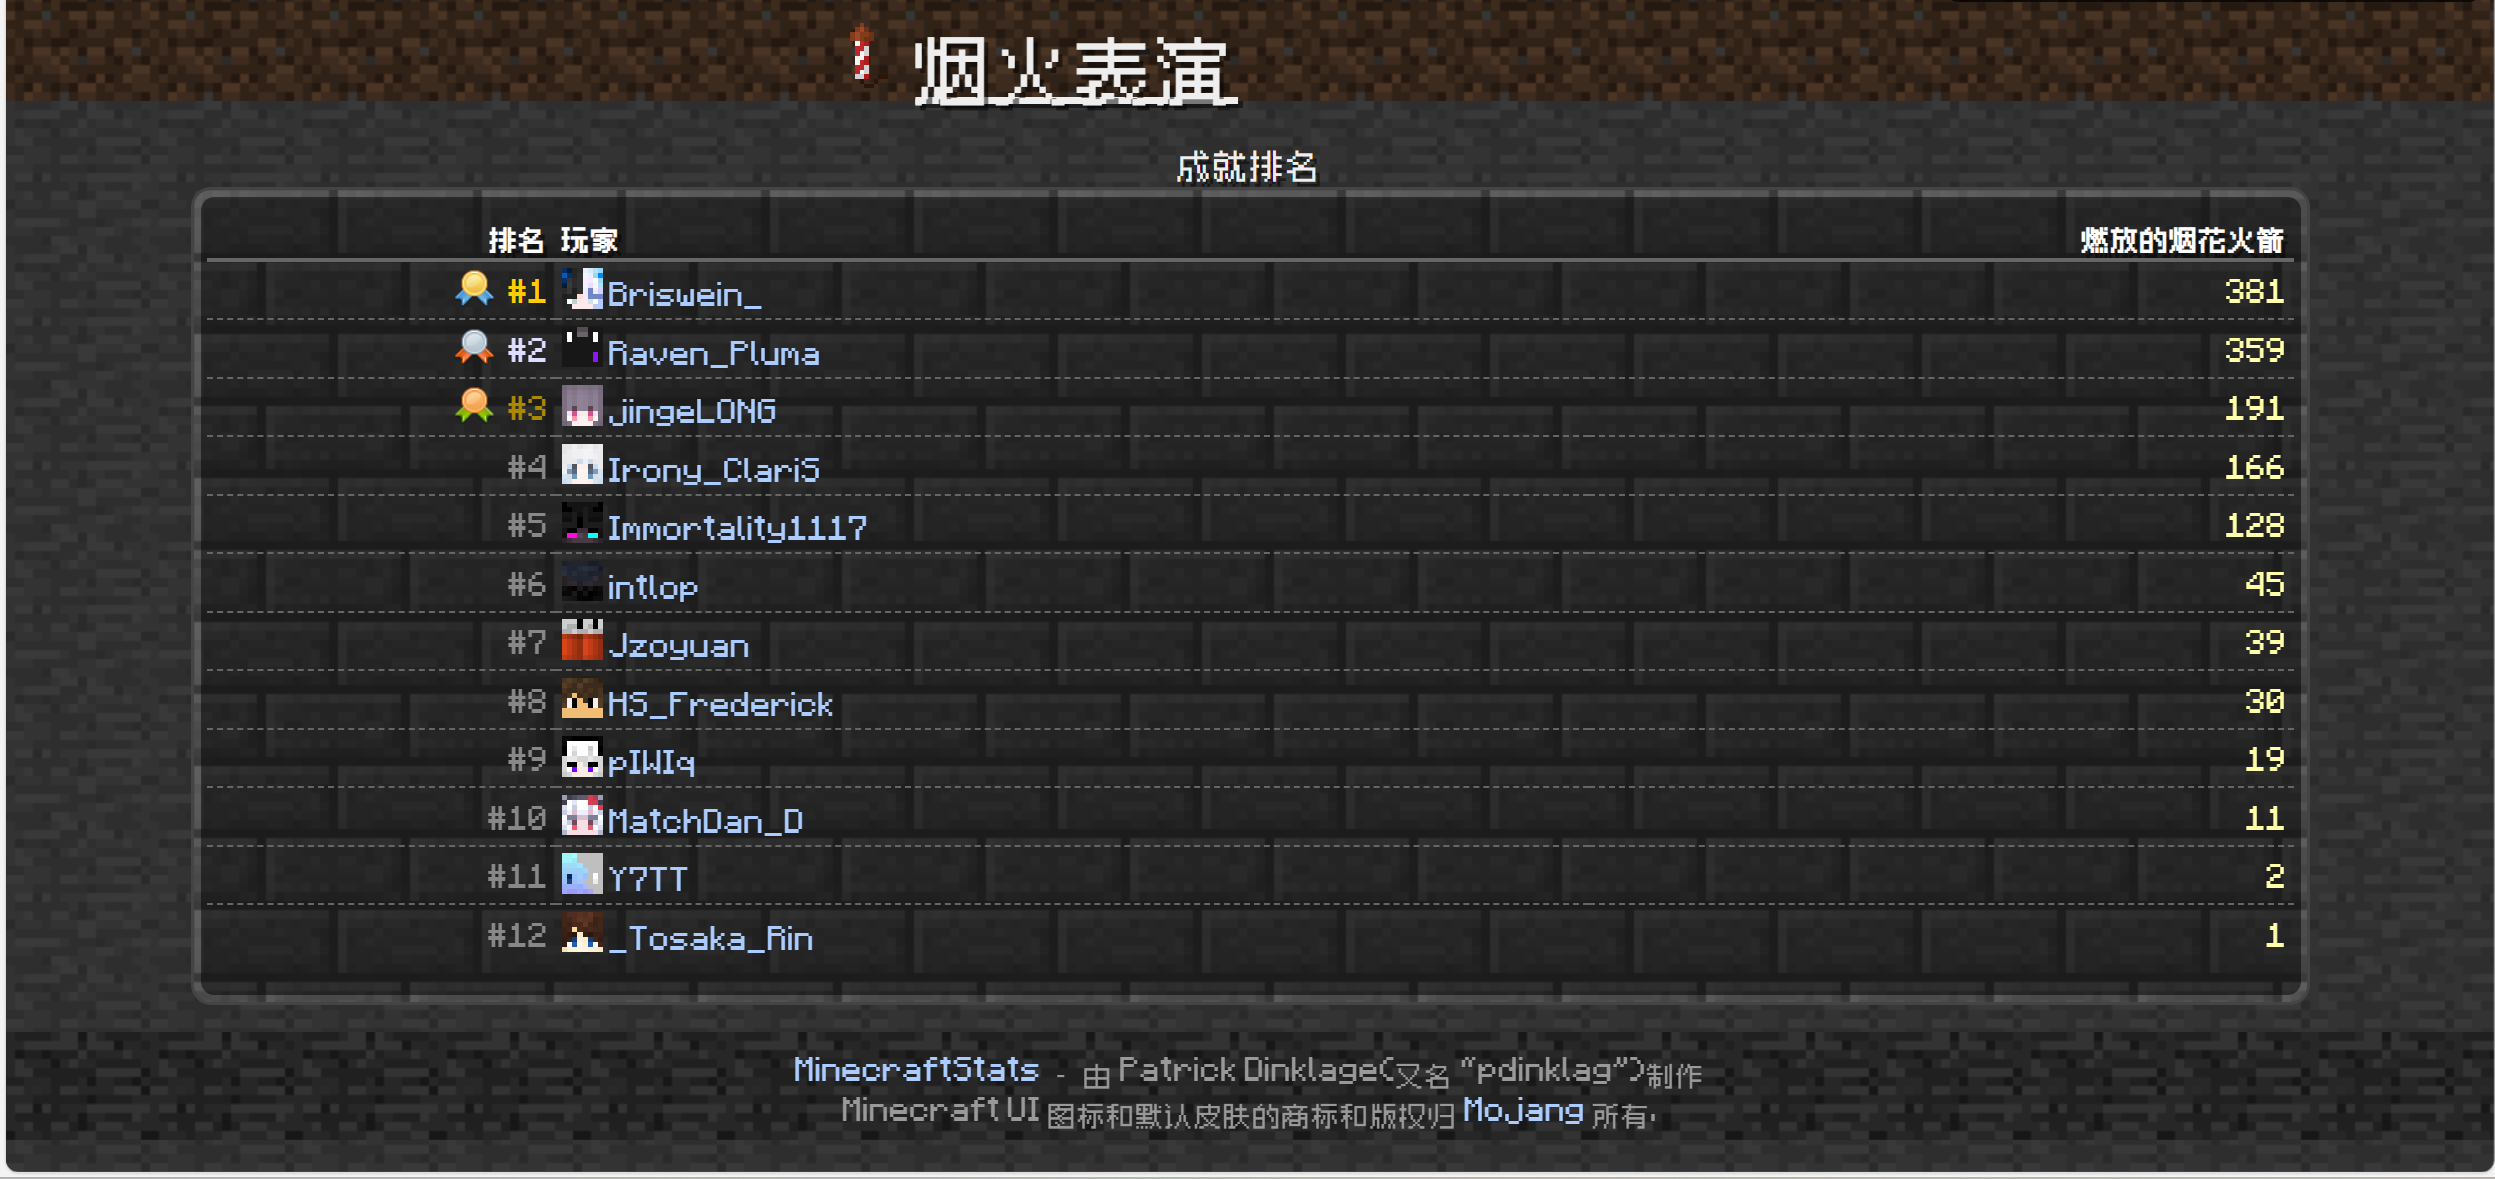 烟火表演
成就排名
排名 玩家 燃放的烟花火箭
#1 Briswein_ 381
#2 Raven_Pluma 359
#3 jingeLONG 191
#4 Irony_ClariS 166
#5 Immortality1117 128
#6 intlop 45
#7 Jzoyuan 39
#8 HS_Frederick 30
#9 pIWIq 19
#10 MatchDan_D 11
#11 Y7TT 2
#12 _Tosaka_Rin 1
MinecraftStats - 由 Patrick Dinklage(又名 "pdinklag")制作
Minecraft UI 图标和默认皮肤的商标和版权归 Mojang 所有.